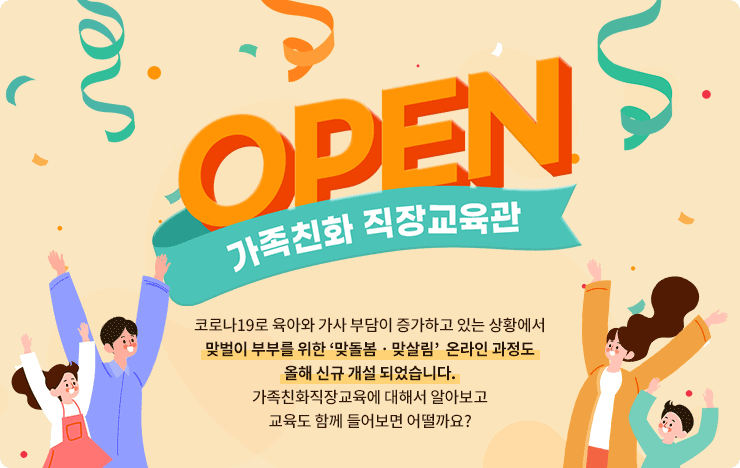 OPEN
가족친화 직장교육관
코로나19로 육아와 가사 부담이 증가하고 있는 상황에서
맞벌이 부부를 위한 ‘맞돌봄 · 맞살림’ 온라인 과정도
올해 신규 개설 되었습니다.
가족친화직장교육에 대해서 알아보고
교육도 함께 들어보면 어떨까요?